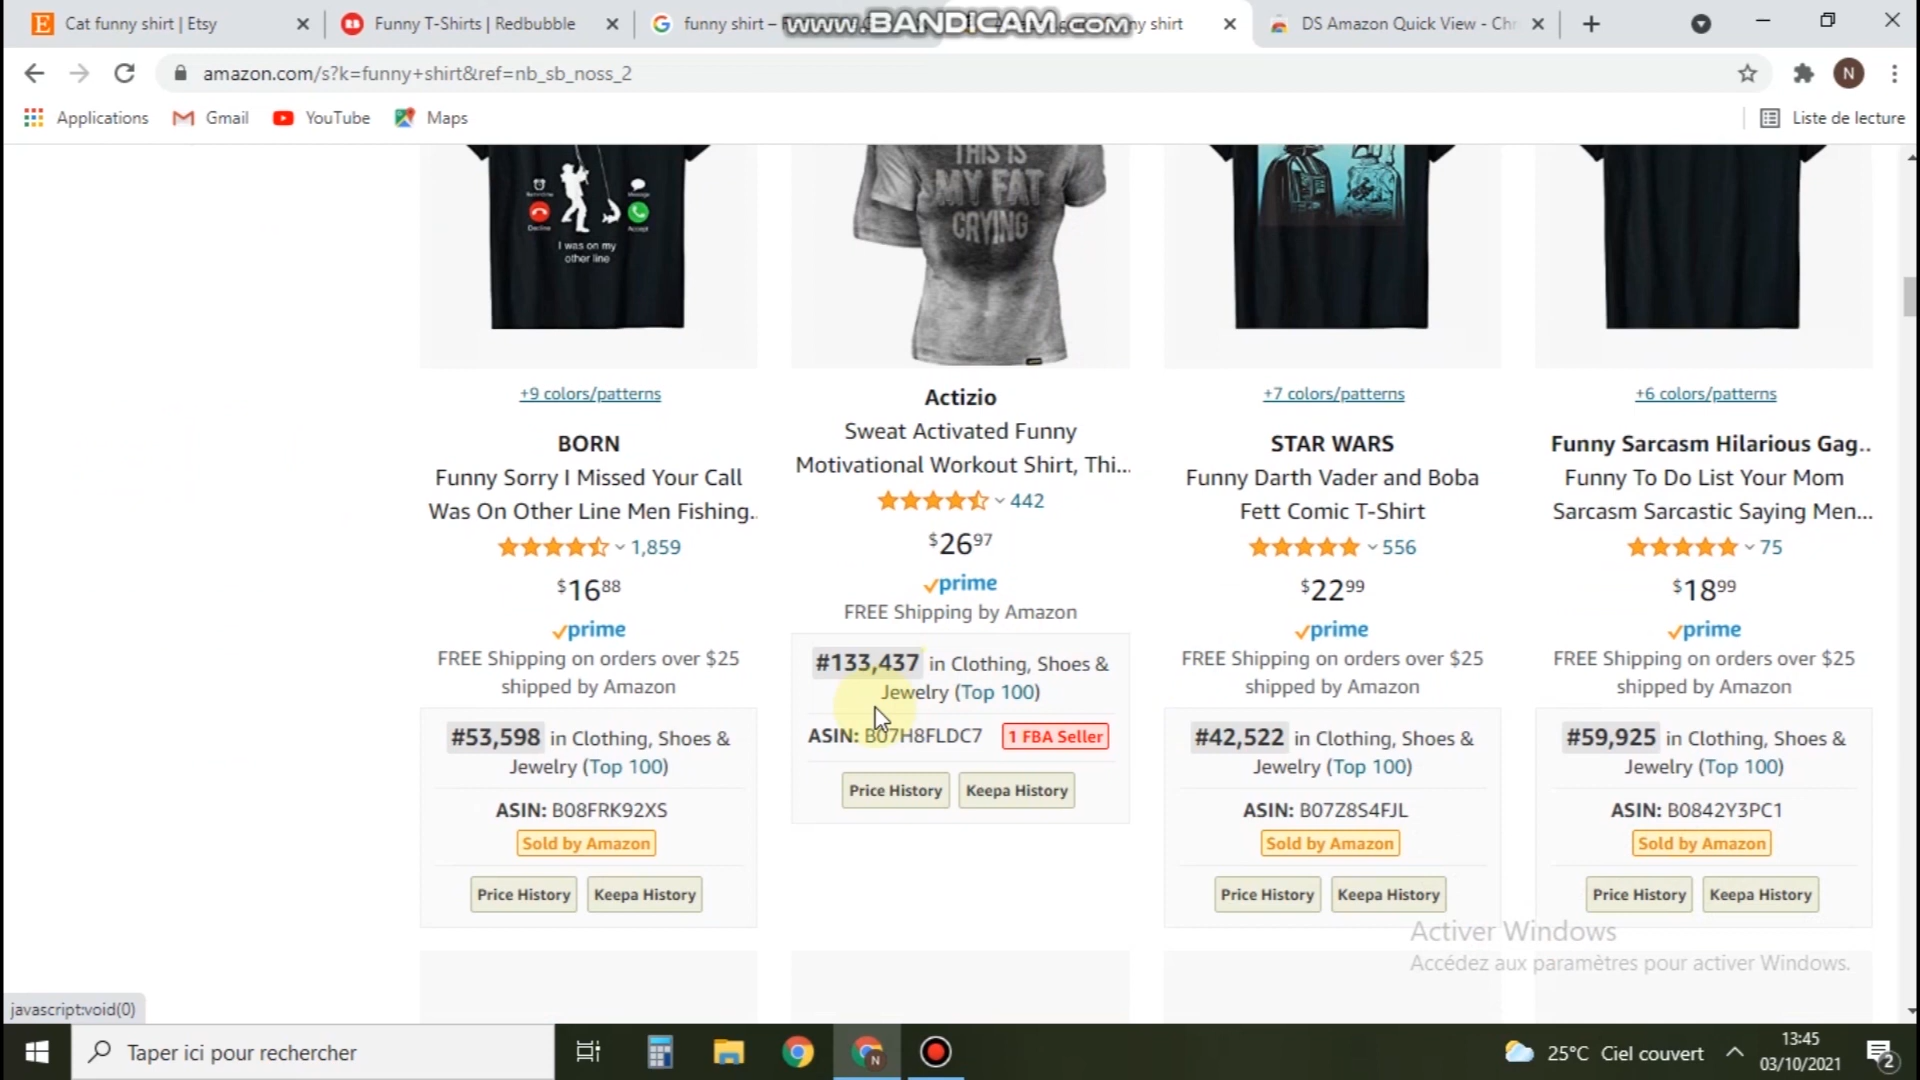 Cat funny shirt | Etsy
Funny T-Shirts | Redbubble
funny shirt –
www.BANDICAM.com
ny shirt
DS Amazon Quick View - Chr
amazon.com/s?k=funny+shirt&ref=nb_sb_noss_2
N
Applications
Gmail
YouTube
Maps
Liste de lecture
Decline
Accept
I was on my
other line
THIS IS
MY FAT
CRYING
+9 colors/patterns
BORN
Funny Sorry I Missed Your Call
Was On Other Line Men Fishing..
1,859
$16.88
prime
FREE Shipping on orders over $25
shipped by Amazon
#53,598 in Clothing, Shoes &
Jewelry (Top 100)
ASIN: B08FRK92XS
Sold by Amazon
Price History
Keepa History
Actizio
Sweat Activated Funny
Motivational Workout Shirt, Thi...
442
$26.97
prime
FREE Shipping by Amazon
#133,437 in Clothing, Shoes &
Jewelry (Top 100)
ASIN: B07H8FLDC7 1 FBA Seller
Price History
Keepa History
+7 colors/patterns
STAR WARS
Funny Darth Vader and Boba
Fett Comic T-Shirt
556
$22.99
prime
FREE Shipping on orders over $25
shipped by Amazon
#42,522 in Clothing, Shoes &
Jewelry (Top 100)
ASIN: B07Z8S4FJL
Sold by Amazon
Price History
Keepa History
+6 colors/patterns
Funny Sarcasm Hilarious Gag..
Funny To Do List Your Mom
Sarcasm Sarcastic Saying Men...
75
$18.99
prime
FREE Shipping on orders over $25
shipped by Amazon
#59,925 in Clothing, Shoes &
Jewelry (Top 100)
ASIN: B0842Y3PC1
Sold by Amazon
Price History
Keepa History
Activer Windows
Accédez aux paramètres pour activer Windows.
javascript:void(0)
Taper ici pour rechercher
N
25°C Ciel couvert
13:45
03/10/2021
2